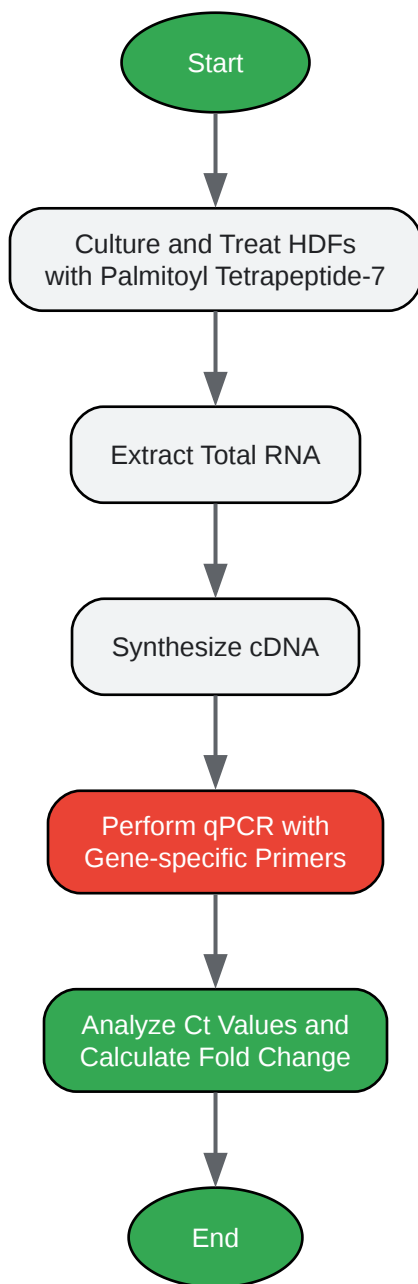 Start
Culture and Treat HDFs
with Palmitoyl Tetrapeptide-7
Extract Total RNA
Synthesize cDNA
Perform qPCR with
Gene-specific Primers
Analyze Ct Values and
Calculate Fold Change
End